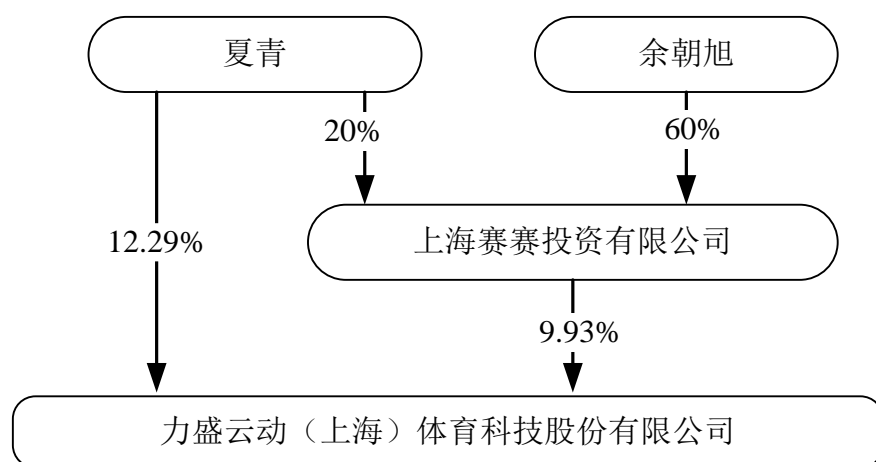 夏青
余朝旭
20%
60%
12.29%
上海赛赛投资有限公司
9.93%
力盛云动（上海）体育科技股份有限公司